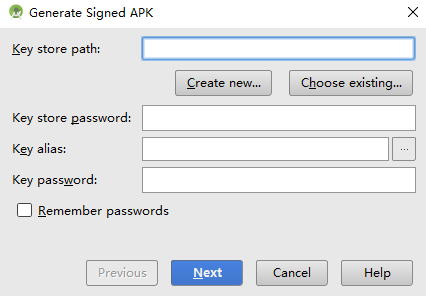 Generate Signed APK
Key store path:
Create new...
Choose existing...
Key store password:
Key alias:
...
Key password:
Remember passwords
Previous
Next
Cancel
Help